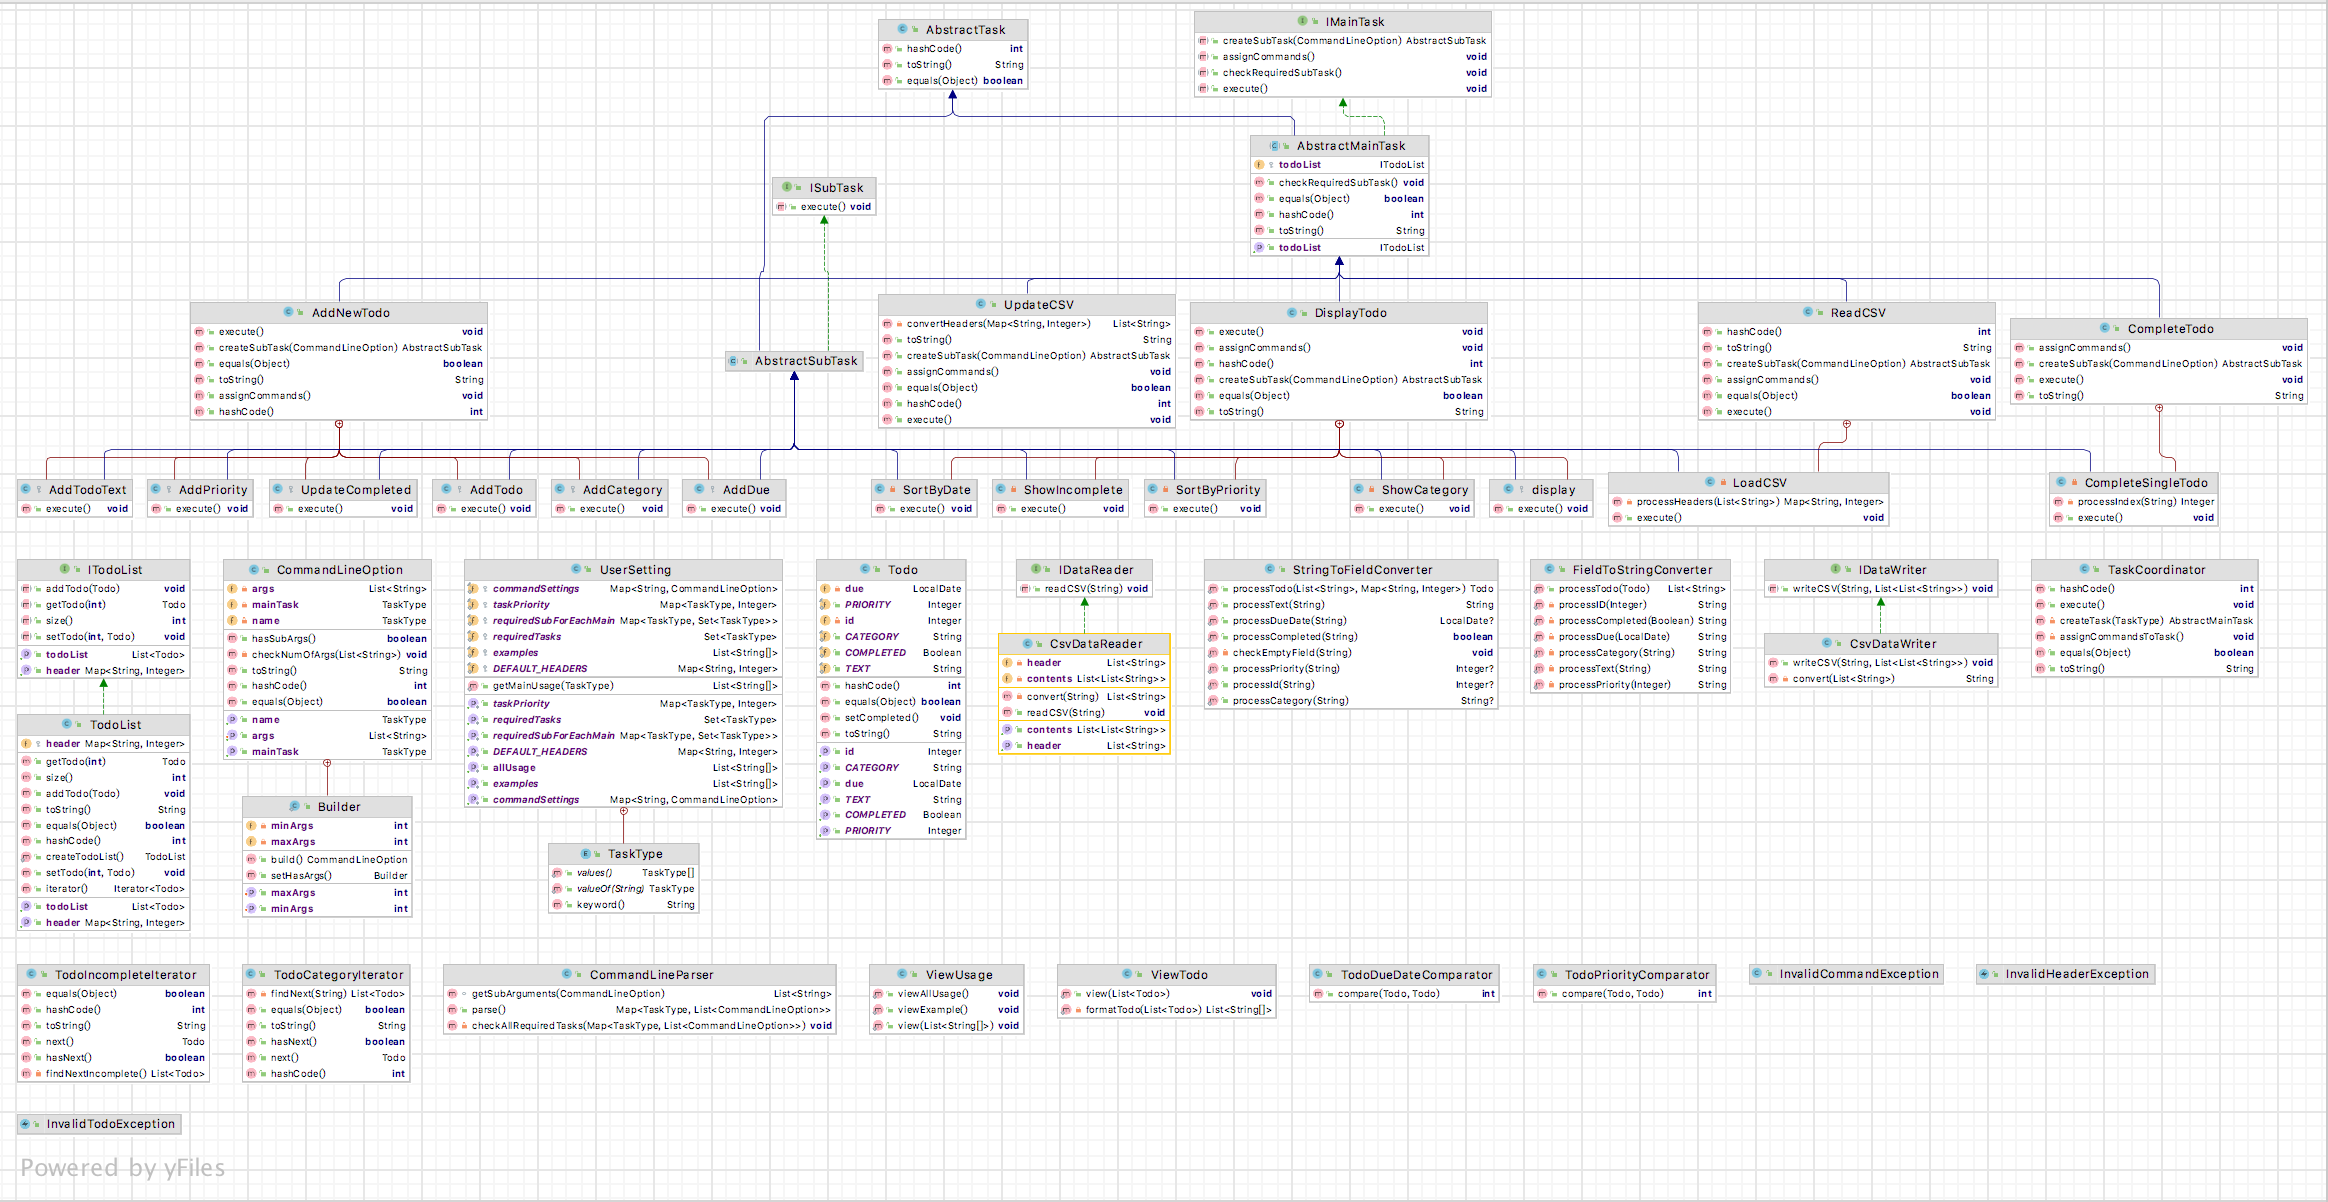 AbstractTask
hashCode() int
toString() String
equals(Object) boolean
IMainTask
createSubTask(CommandLineOption) AbstractSubTask
assignCommands() void
checkRequiredSubTask() void
execute() void
AbstractMainTask
todoList ITodoList
checkRequiredSubTask() void
equals(Object) boolean
hashCode() int
toString() String
todoList ITodoList
ISubTask
execute() void
AddNewTodo
execute() void
createSubTask(CommandLineOption) AbstractSubTask
equals(Object) boolean
toString() String
assignCommands() void
hashCode() int
AbstractSubTask
UpdateCSV
convertHeaders(Map<String, Integer>) List<String>
toString() String
createSubTask(CommandLineOption) AbstractSubTask
assignCommands() void
equals(Object) boolean
hashCode() int
execute() void
DisplayTodo
execute() void
assignCommands() void
hashCode() int
createSubTask(CommandLineOption) AbstractSubTask
equals(Object) boolean
toString() String
ReadCSV
hashCode() int
toString() String
createSubTask(CommandLineOption) AbstractSubTask
assignCommands() void
equals(Object) boolean
execute() void
CompleteTodo
assignCommands() void
createSubTask(CommandLineOption) AbstractSubTask
execute() void
toString() String
AddTodoText
execute() void
AddPriority
execute() void
UpdateCompleted
execute() void
AddTodo
execute() void
AddCategory
execute() void
AddDue
execute() void
SortByDate
execute() void
ShowIncomplete
execute() void
SortByPriority
execute() void
ShowCategory
execute() void
display
execute() void
LoadCSV
processHeaders(List<String>) Map<String, Integer>
execute() void
CompleteSingleTodo
processIndex(String) Integer
execute() void
ITodoList
addTodo(Todo) void
getTodo(int) Todo
size() int
setTodo(int, Todo) void
todoList List<Todo>
header Map<String, Integer>
TodoList
header Map<String, Integer>
getTodo(int) Todo
size() int
addTodo(Todo) void
toString() String
equals(Object) boolean
hashCode() int
createTodoList() TodoList
setTodo(int, Todo) void
iterator() Iterator<Todo>
todoList List<Todo>
header Map<String, Integer>
CommandLineOption
args List<String>
mainTask TaskType
name TaskType
hasSubArgs() boolean
checkNumOfArgs(List<String>) void
toString() String
hashCode() int
equals(Object) boolean
name TaskType
args List<String>
mainTask TaskType
Builder
minArgs int
maxArgs int
build() CommandLineOption
setHasArgs() Builder
maxArgs int
minArgs int
UserSetting
commandSettings Map<String, CommandLineOption>
taskPriority Map<TaskType, Integer>
requiredSubForEachMain Map<TaskType, Set<TaskType>>
requiredTasks Set<TaskType>
examples List<String[]>
DEFAULT_HEADERS Map<String, Integer>
getMainUsage(TaskType) List<String[]>
taskPriority Map<TaskType, Integer>
requiredTasks Set<TaskType>
requiredSubForEachMain Map<TaskType, Set<TaskType>>
DEFAULT_HEADERS Map<String, Integer>
allUsage List<String[]>
examples List<String[]>
commandSettings Map<String, CommandLineOption>
TaskType
values() TaskType[]
valueOf(String) TaskType
keyword() String
Todo
due LocalDate
PRIORITY Integer
id Integer
CATEGORY String
COMPLETED Boolean
TEXT String
hashCode() int
equals(Object) boolean
setCompleted() void
toString() String
id Integer
CATEGORY String
due LocalDate
TEXT String
COMPLETED Boolean
PRIORITY Integer
IDataReader
readCSV(String) void
CsvDataReader
header List<String>
contents List<List<String>>
convert(String) List<String>
readCSV(String) void
contents List<List<String>>
header List<String>
StringToFieldConverter
processTodo(List<String>, Map<String, Integer>) Todo
processText(String) String
processDueDate(String) LocalDate?
processCompleted(String) boolean
checkEmptyField(String) void
processPriority(String) Integer?
processId(String) Integer?
processCategory(String) String?
FieldToStringConverter
processTodo(Todo) List<String>
processID(Integer) String
processCompleted(Boolean) String
processDue(LocalDate) String
processCategory(String) String
processText(String) String
processPriority(Integer) String
IDataWriter
writeCSV(String, List<List<String>>) void
CsvDataWriter
writeCSV(String, List<List<String>>) void
convert(List<String>) String
TaskCoordinator
hashCode() int
execute() void
createTask(TaskType) AbstractMainTask
assignCommandsToTask() void
equals(Object) boolean
toString() String
TodoIncompleteIterator
equals(Object) boolean
hashCode() int
toString() String
next() Todo
hasNext() boolean
findNextIncomplete() List<Todo>
TodoCategoryIterator
findNext(String) List<Todo>
equals(Object) boolean
toString() String
hasNext() boolean
next() Todo
hashCode() int
CommandLineParser
getSubArguments(CommandLineOption) List<String>
parse() Map<TaskType, List<CommandLineOption>>
checkAllRequiredTasks(Map<TaskType, List<CommandLineOption>>) void
ViewUsage
viewAllUsage() void
viewExample() void
view(List<String[]>) void
ViewTodo
view(List<Todo>) void
formatTodo(List<Todo>) List<String[]>
TodoDueDateComparator
compare(Todo, Todo) int
TodoPriorityComparator
compare(Todo, Todo) int
InvalidCommandException
InvalidHeaderException
InvalidTodoException
Powered by yFiles